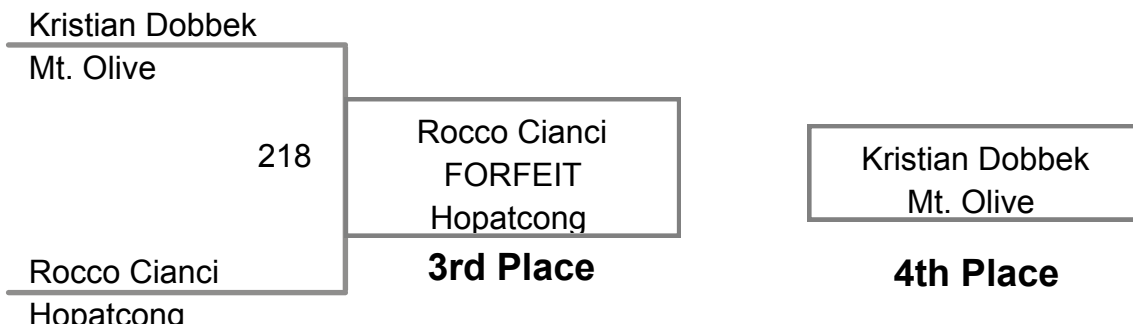 Kristian Dobbek
Mt. Olive
218
Rocco Cianci
Hopatcong
Rocco Cianci
FORFEIT
Hopatcong
3rd Place
Kristian Dobbek
Mt. Olive
4th Place